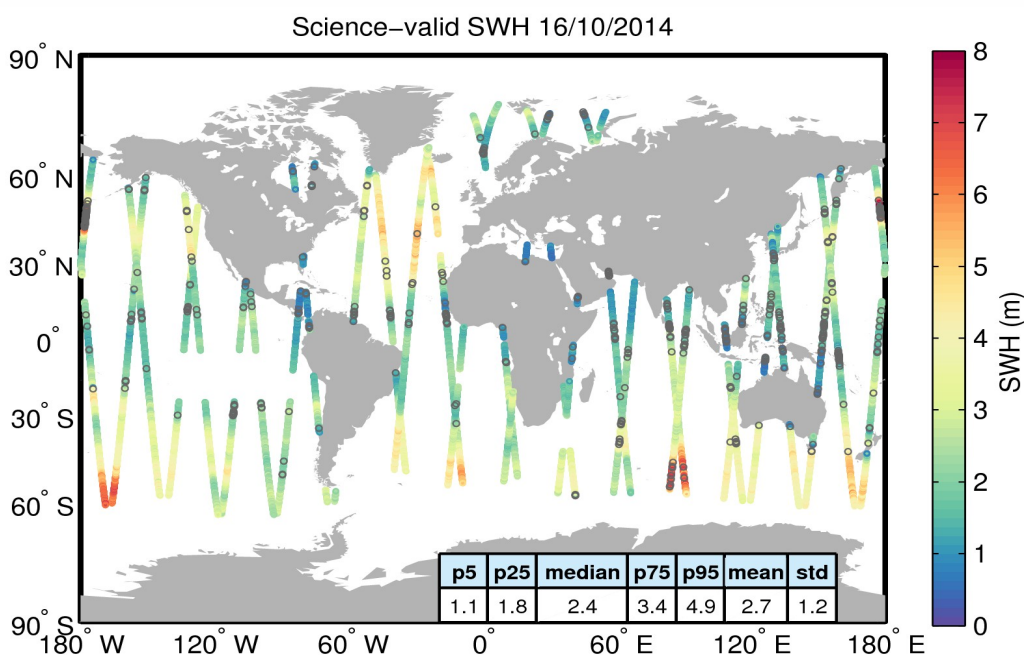 Science−valid SWH 16/10/2014
90° N
60° N
30° N
0°
30° S
60° S
90° S
180° W
120° W
60° W
0°
60° E
120° E
180° E
p5 p25 median p75 p95 mean std
1.1 1.8 2.4 3.4 4.9 2.7 1.2
8
7
6
5
4
3
2
1
0
SWH (m)